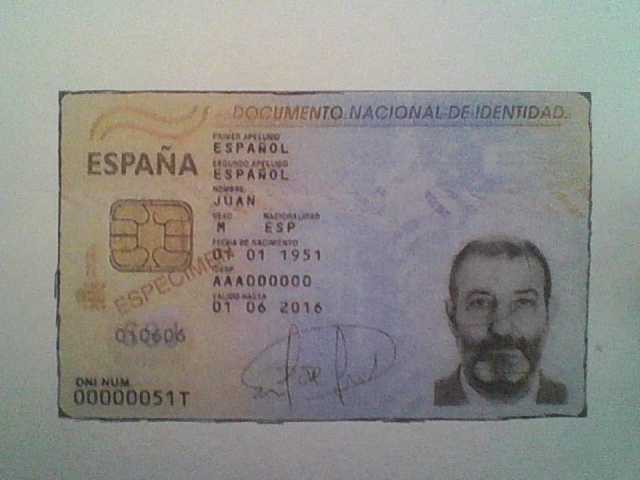 DOCUMENTO NACIONAL DE IDENTIDAD
ESPAÑA
PRIMER APELLIDO
ESPAÑOL
SEGUNDO APELLIDO
ESPAÑOL
NOMBRE
JUAN
SEXO NACIONALIDAD
M ESP
FECHA DE NACIMIENTO
01 01 1951
IDESP
AAA000000
VALIDO HASTA
01 06 2016
ESPECIMEN
010606
DNI NUM.
00000051T